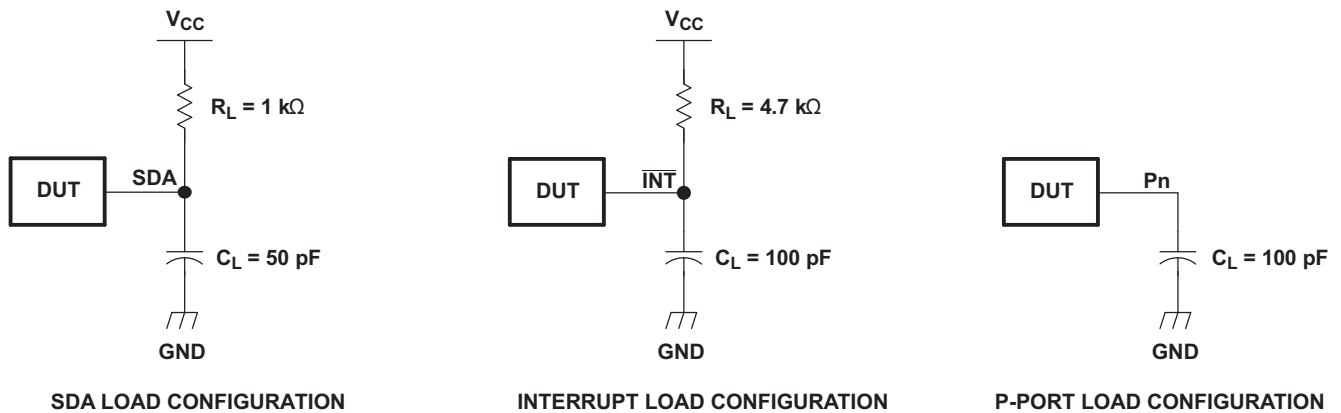 VCC
RL = 1 kΩ
DUT
SDA
CL = 50 pF
GND
SDA LOAD CONFIGURATION
VCC
RL = 4.7 kΩ
DUT
INT
CL = 100 pF
GND
INTERRUPT LOAD CONFIGURATION
DUT
Pn
CL = 100 pF
GND
P-PORT LOAD CONFIGURATION